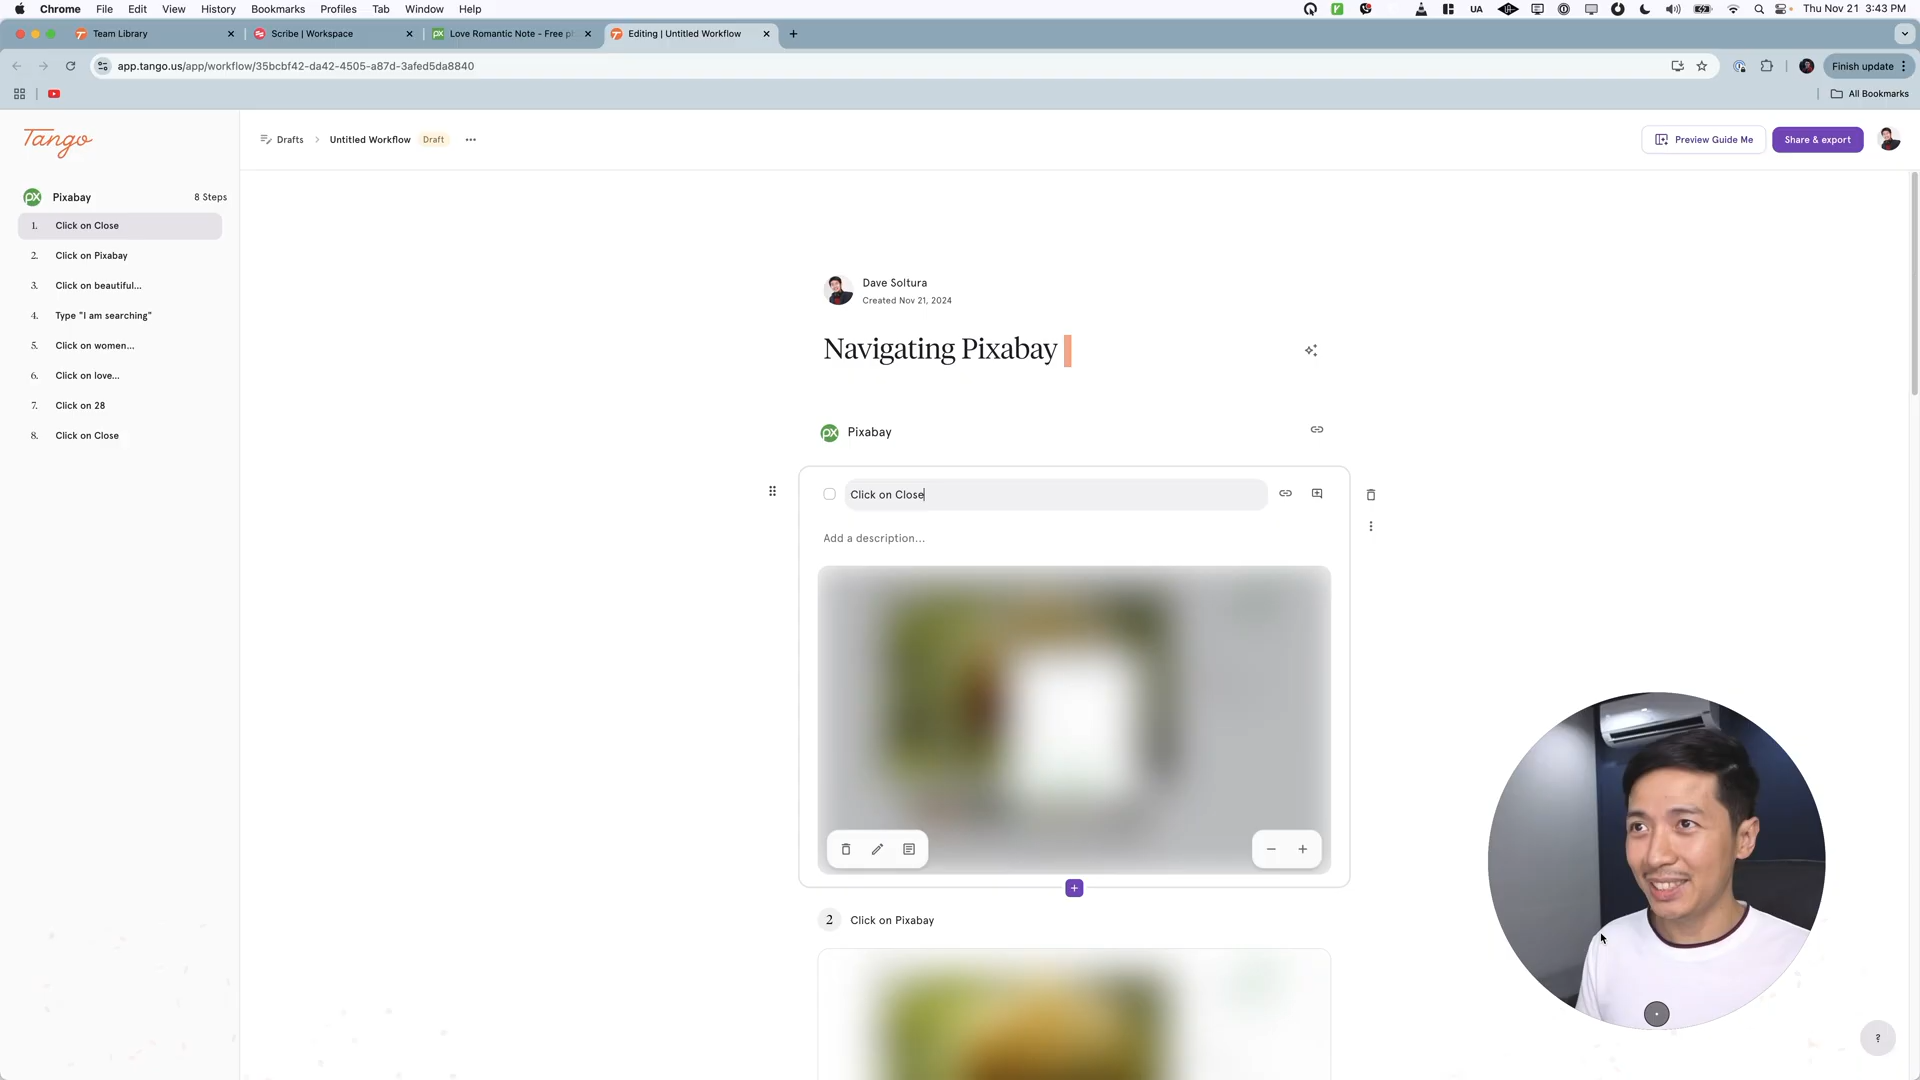 Chrome File Edit View History Bookmarks Profiles Tab Window Help
UA Thu Nov 21 3:43 PM
Team Library
Scribe | Workspace
Love Romantic Note - Free
Editing | Untitled Workflow
app.tango.us/app/workflow/35bcbf42-da42-4505-a87d-3afed5da8840
Finish update
All Bookmarks
Tango
Drafts > Untitled Workflow Draft
Preview Guide Me
Share & export
px Pixabay 8 Steps
1. Click on Close
2. Click on Pixabay
3. Click on beautiful...
4. Type "I am searching"
5. Click on women...
6. Click on love...
7. Click on 28
8. Click on Close
Dave Soltura
Created Nov 21, 2024
Navigating Pixabay
px Pixabay
Click on Close
Add a description...
2 Click on Pixabay
?